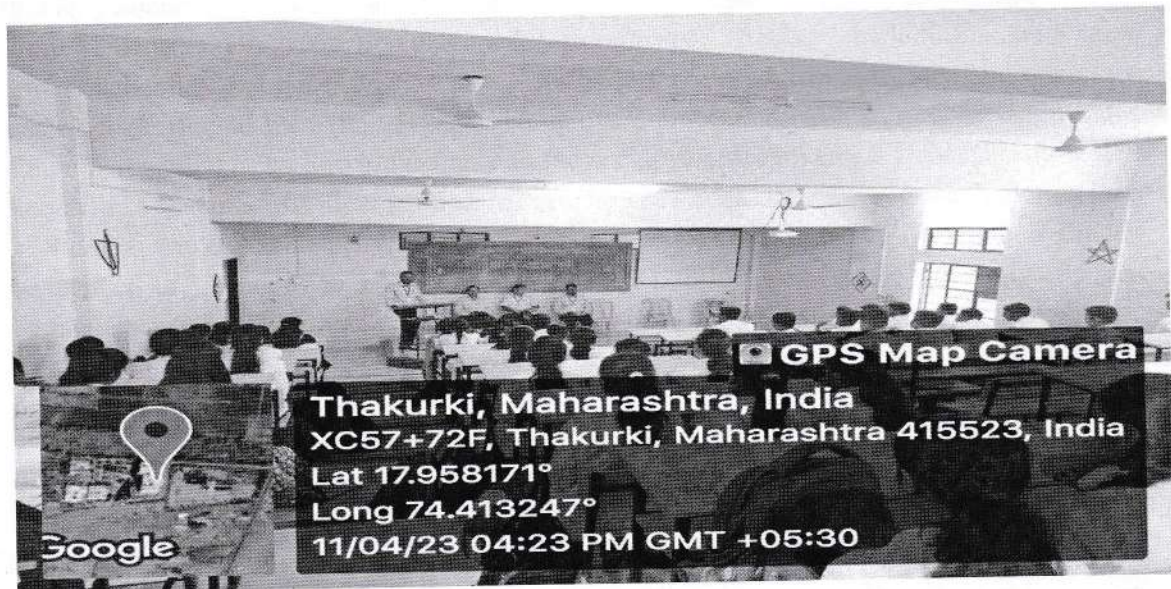 GPS Map Camera
Thakurki, Maharashtra, India
XC57+72F, Thakurki, Maharashtra 415523, India
Lat 17.958171°
Long 74.413247°
11/04/23 04:23 PM GMT +05:30
Google